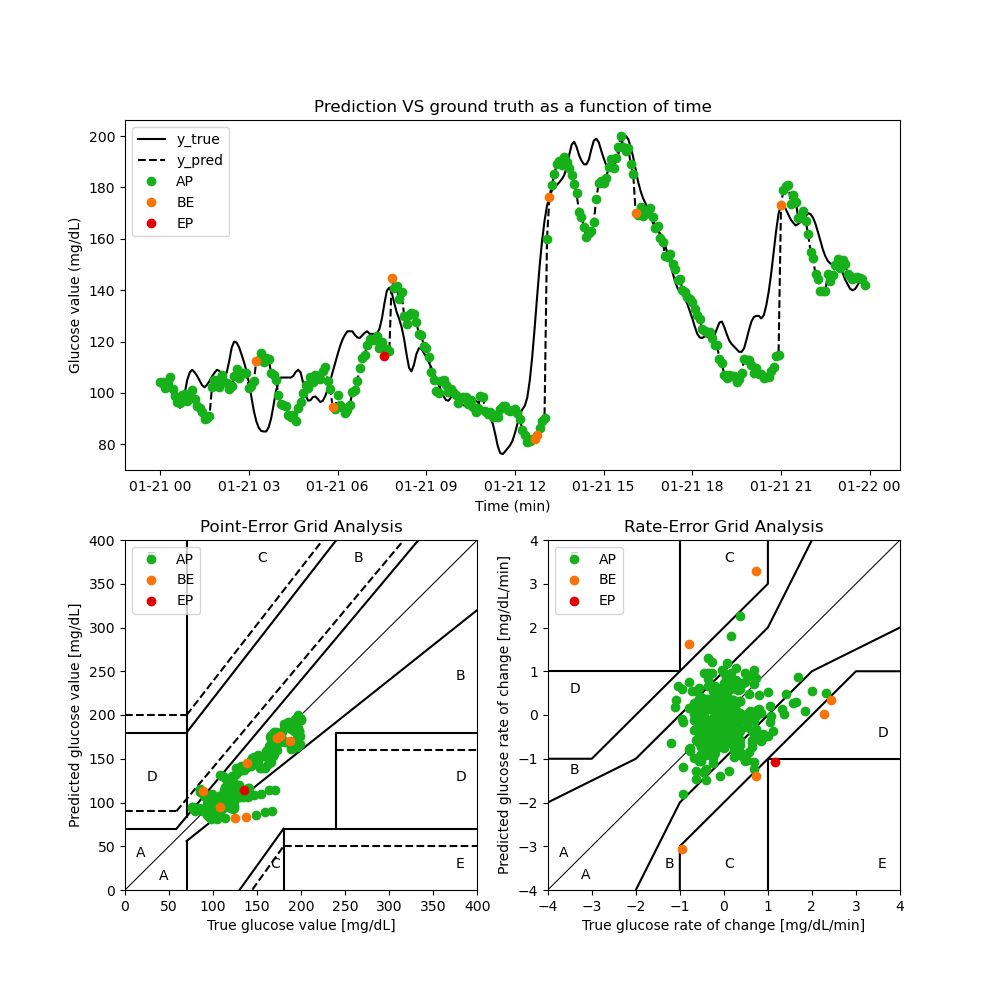 Prediction VS ground truth as a function of time
200
180
160
140
120
100
80
Glucose value (mg/dL)
y_true
y_pred
AP
BE
EP
01-21 00
01-21 03
01-21 06
01-21 09
01-21 12
01-21 15
01-21 18
01-21 21
01-22 00
Time (min)
Point-Error Grid Analysis
400
350
300
250
200
150
100
50
0
Predicted glucose value [mg/dL]
AP
BE
EP
C
B
B
D
D
A
A
C
E
0
50
100
150
200
250
300
350
400
True glucose value [mg/dL]
Rate-Error Grid Analysis
4
3
2
1
0
−1
−2
−3
−4
Predicted glucose rate of change [mg/dL/min]
AP
BE
EP
C
D
D
B
A
A
B
C
E
−4
−3
−2
−1
0
1
2
3
4
True glucose rate of change [mg/dL/min]